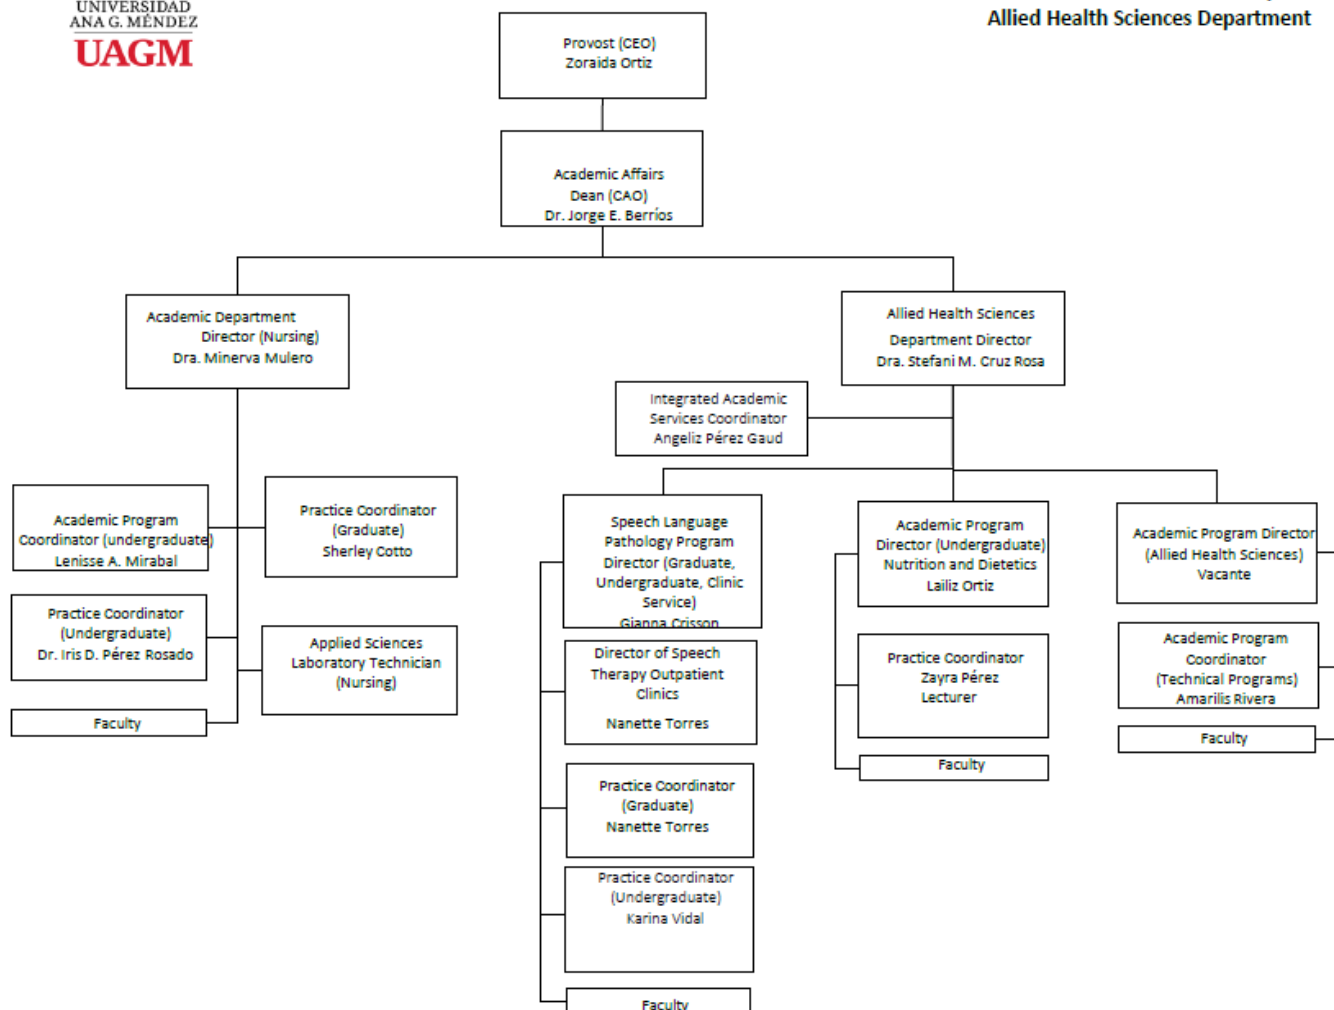 UNIVERSIDAD
ANA G. MÉNDEZ
UAGM
Allied Health Sciences Department
Provost (CEO)
Zoraida Ortiz
Academic Affairs
Dean (CAO)
Dr. Jorge E. Berríos
Academic Department
Director (Nursing)
Dra. Minerva Mulero
Allied Health Sciences
Department Director
Dra. Stefani M. Cruz Rosa
Integrated Academic
Services Coordinator
Angeliz Pérez Gaud
Academic Program
Coordinator (undergraduate)
Lenisse A. Mirabal
Practice Coordinator
(Graduate)
Sherley Cotto
Practice Coordinator
(Undergraduate)
Dr. Iris D. Pérez Rosado
Applied Sciences
Laboratory Technician
(Nursing)
Faculty
Speech Language
Pathology Program
Director (Graduate,
Undergraduate, Clinic
Service)
Gianna Crisson
Director of Speech
Therapy Outpatient
Clinics
Nanette Torres
Practice Coordinator
(Graduate)
Nanette Torres
Practice Coordinator
(Undergraduate)
Karina Vidal
Faculty
Academic Program
Director (Undergraduate)
Nutrition and Dietetics
Lailiz Ortiz
Practice Coordinator
Zayra Pérez
Lecturer
Faculty
Academic Program Director
(Allied Health Sciences)
Vacante
Academic Program
Coordinator
(Technical Programs)
Amarilis Rivera
Faculty